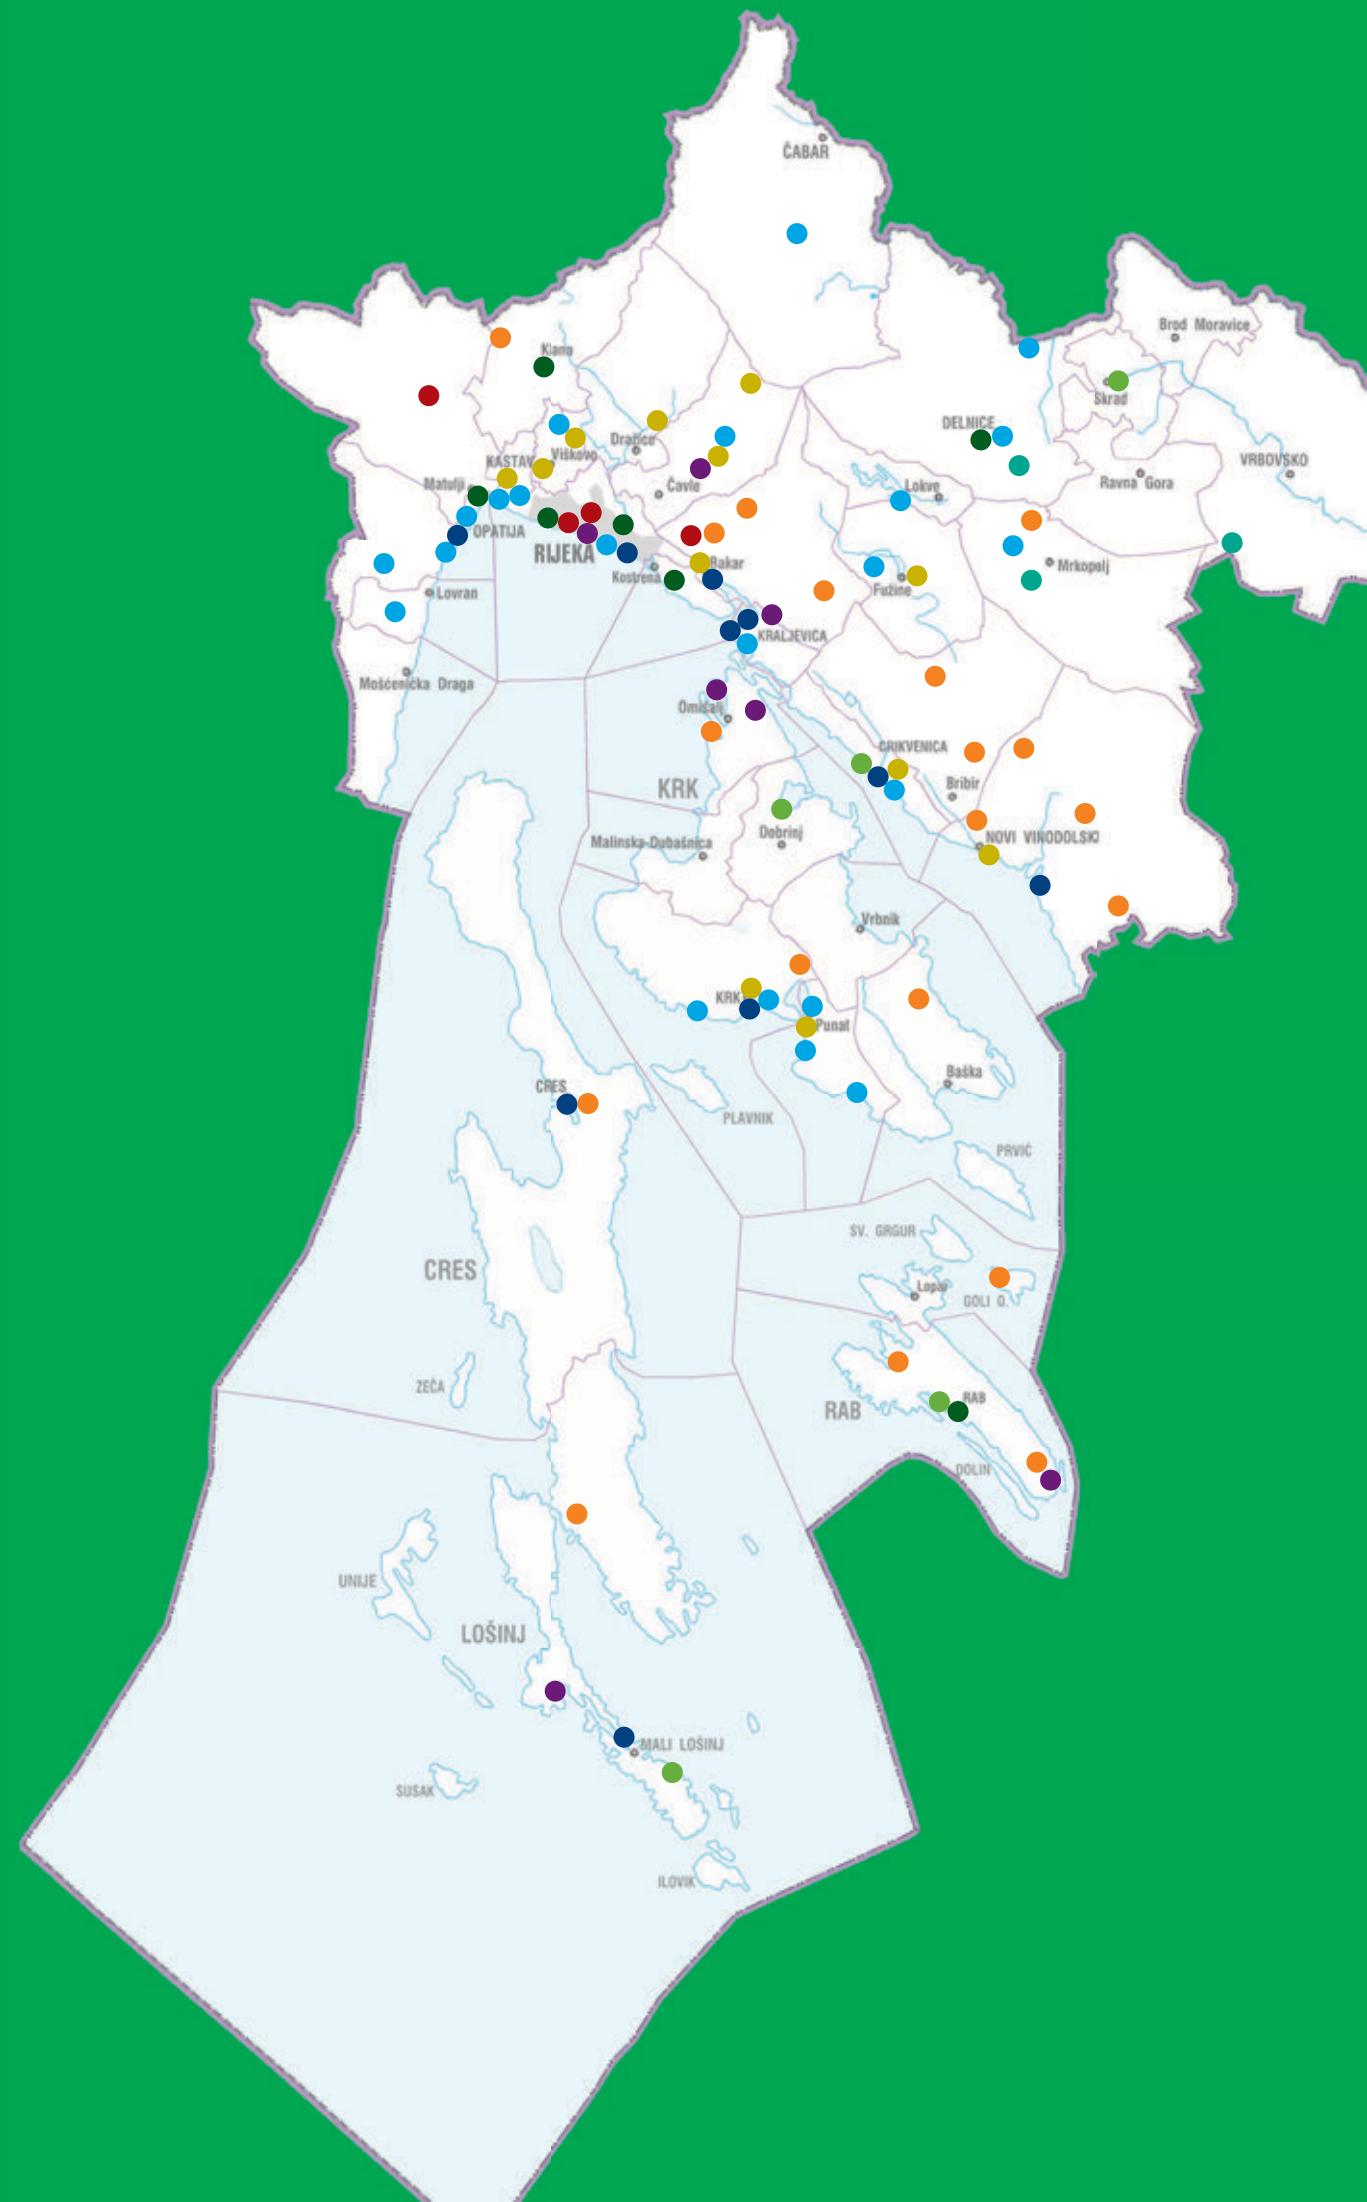 ČABAR
Brod Moravice
Klana
Skrad
DELNICE
Dražice
Viškovo
KASTAV
VRBOVSKO
Ravna Gora
Matulji
Čavle
Lokve
OPATIJA
RIJEKA
Bakar
Mrkopalj
Kostrena
Fužine
Lovran
KRALJEVICA
Mošćenička Draga
Omišalj
CRIKVENICA
Bribir
KRK
Dobrinj
NOVI VINODOLSKI
Malinska-Dubašnica
Vrbnik
KRK
Punat
Baška
CRES
PLAVNIK
PRVIĆ
SV. GRGUR
CRES
Lopar
GOLI O.
ZEČA
RAB
RAB
DOLIN
UNIJE
LOŠINJ
MALI LOŠINJ
SUSAK
ILOVIK